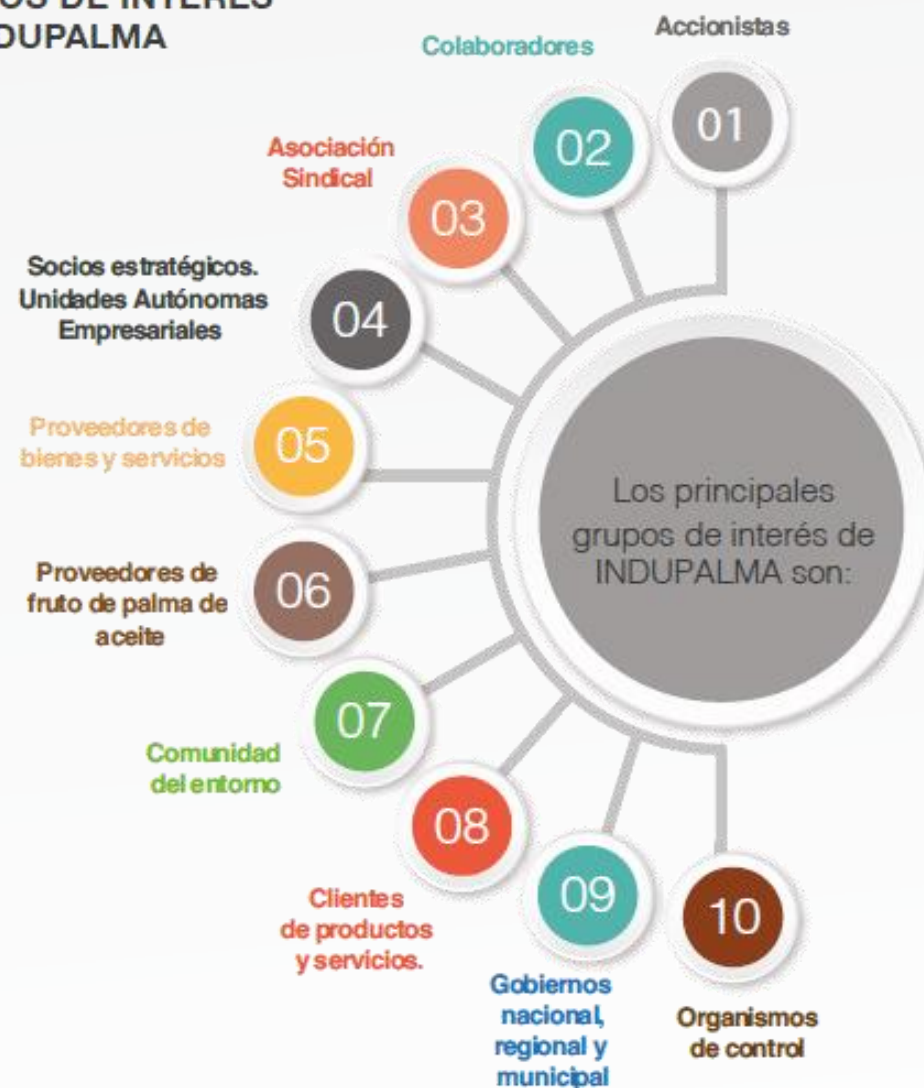 OS DE INTERÉS
DUPALMA
Accionistas
01
Colaboradores
02
Asociación
Sindical
03
Socios estratégicos.
Unidades Autónomas
Empresariales
04
Proveedores de
bienes y servicios
05
Proveedores de
fruto de palma de
aceite
06
Comunidad
del entorno
07
Clientes
de productos
y servicios.
08
Gobiernos
nacional,
regional y
municipal
09
Organismos
de control
10
Los principales
grupos de interés de
INDUPALMA son: